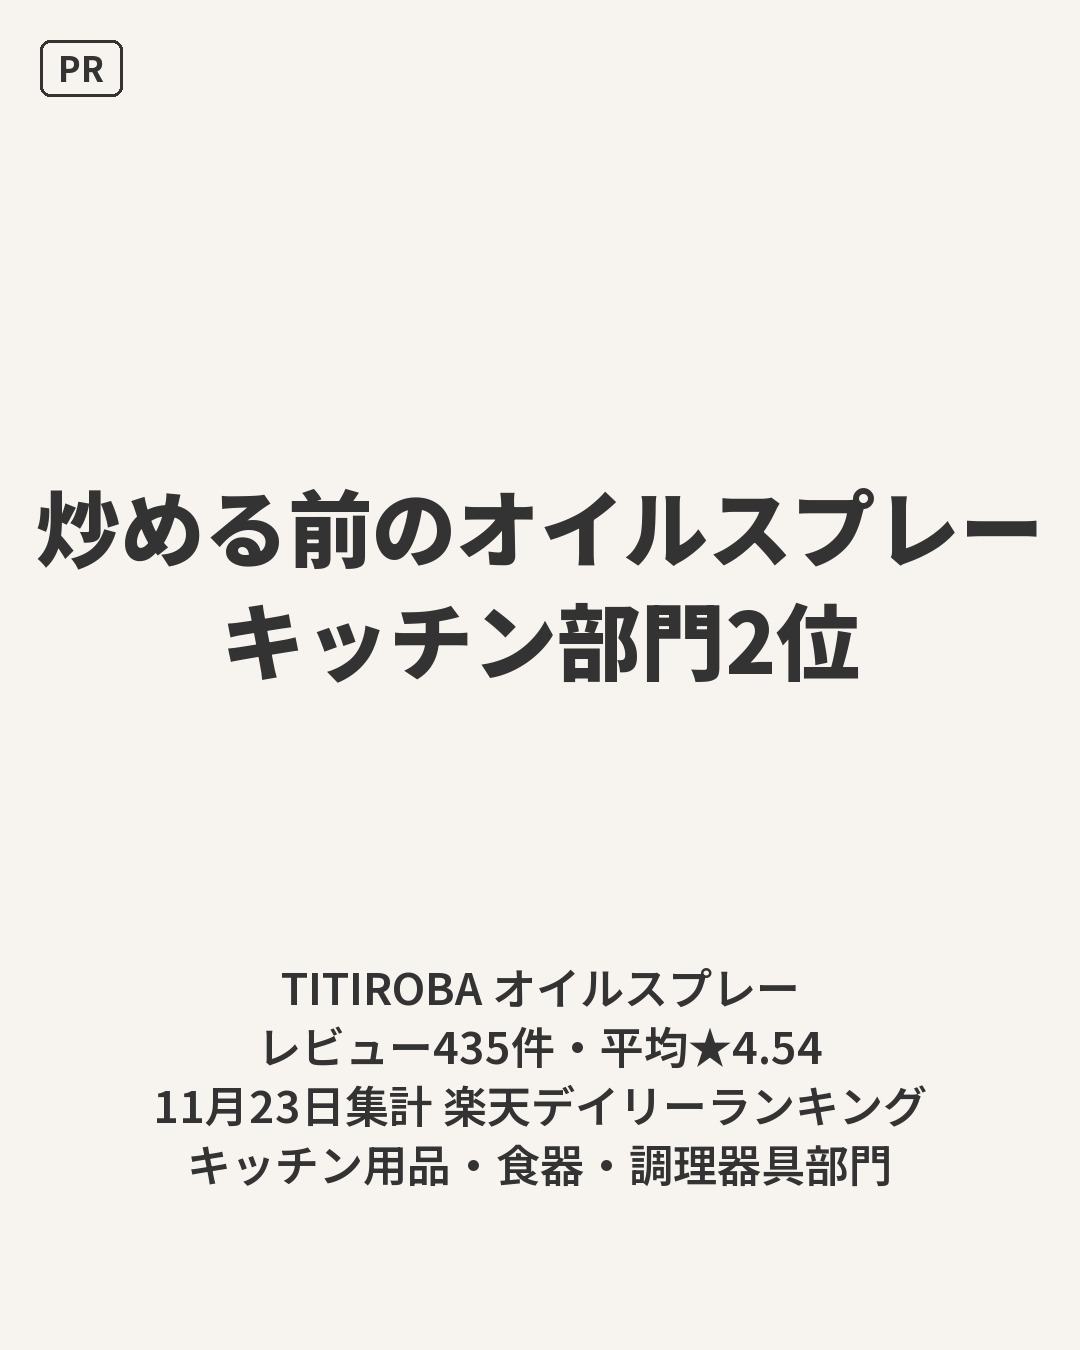 PR
炒める前のオイルスプレー
キッチン部門2位
TITIROBA オイルスプレー
レビュー435件・平均★4.54
11月23日集計 楽天デイリーランキング
キッチン用品・食器・調理器具部門